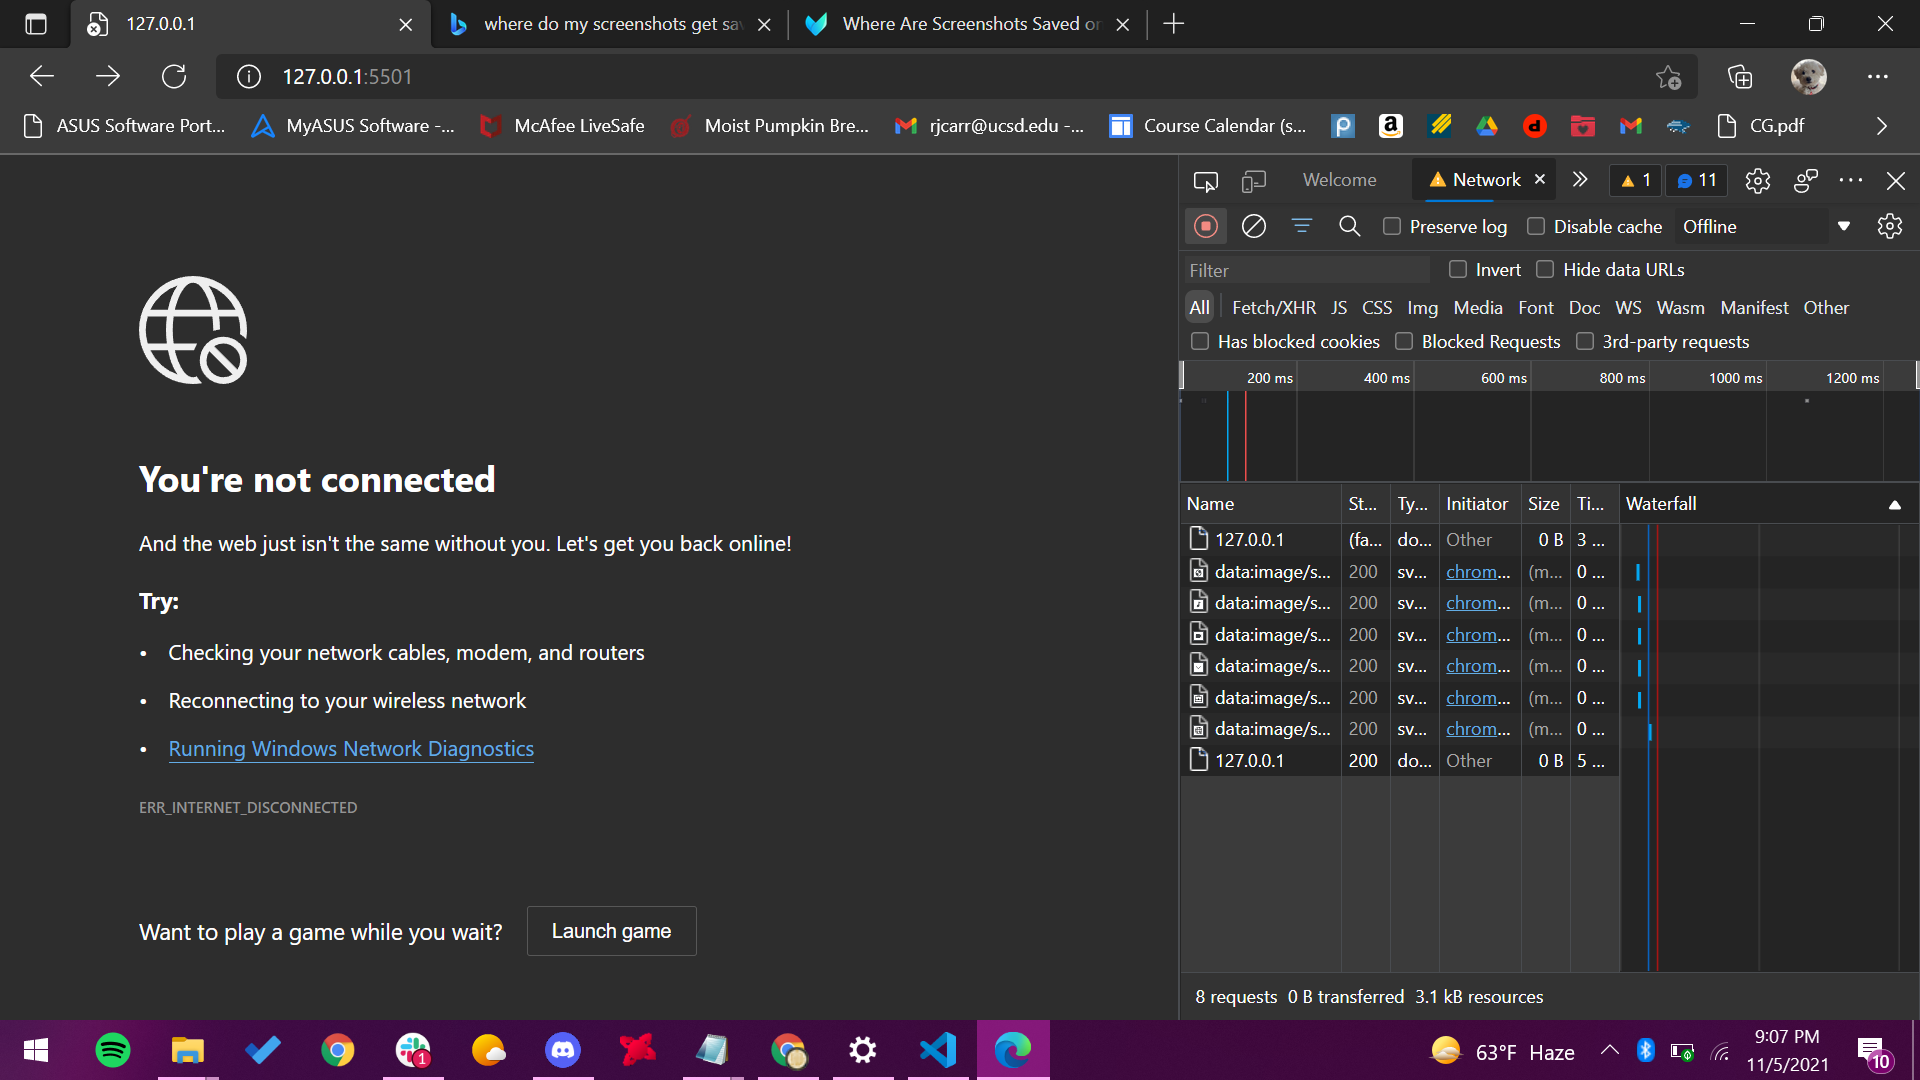 127.0.0.1
where do my screenshots get sav
Where Are Screenshots Saved or
127.0.0.1:5501
ASUS Software Port...
MyASUS Software -...
McAfee LiveSafe
Moist Pumpkin Bre...
rjcarr@ucsd.edu -...
Course Calendar (s...
CG.pdf
Welcome
Network
1
11
Preserve log
Disable cache
Offline
Filter
Invert
Hide data URLs
All Fetch/XHR JS CSS Img Media Font Doc WS Wasm Manifest Other
Has blocked cookies
Blocked Requests
3rd-party requests
200 ms 400 ms 600 ms 800 ms 1000 ms 1200 ms
Name St... Ty... Initiator Size Ti... Waterfall
127.0.0.1 (fa... do... Other 0 B 3 ...
data:image/s... 200 sv... chrom... (m... 0 ...
data:image/s... 200 sv... chrom... (m... 0 ...
data:image/s... 200 sv... chrom... (m... 0 ...
data:image/s... 200 sv... chrom... (m... 0 ...
data:image/s... 200 sv... chrom... (m... 0 ...
data:image/s... 200 sv... chrom... (m... 0 ...
127.0.0.1 200 do... Other 0 B 5 ...
8 requests 0 B transferred 3.1 kB resources
You're not connected
And the web just isn't the same without you. Let's get you back online!
Try:
• Checking your network cables, modem, and routers
• Reconnecting to your wireless network
• Running Windows Network Diagnostics
ERR_INTERNET_DISCONNECTED
Want to play a game while you wait?
Launch game
1
63°F Haze
9:07 PM
11/5/2021
10